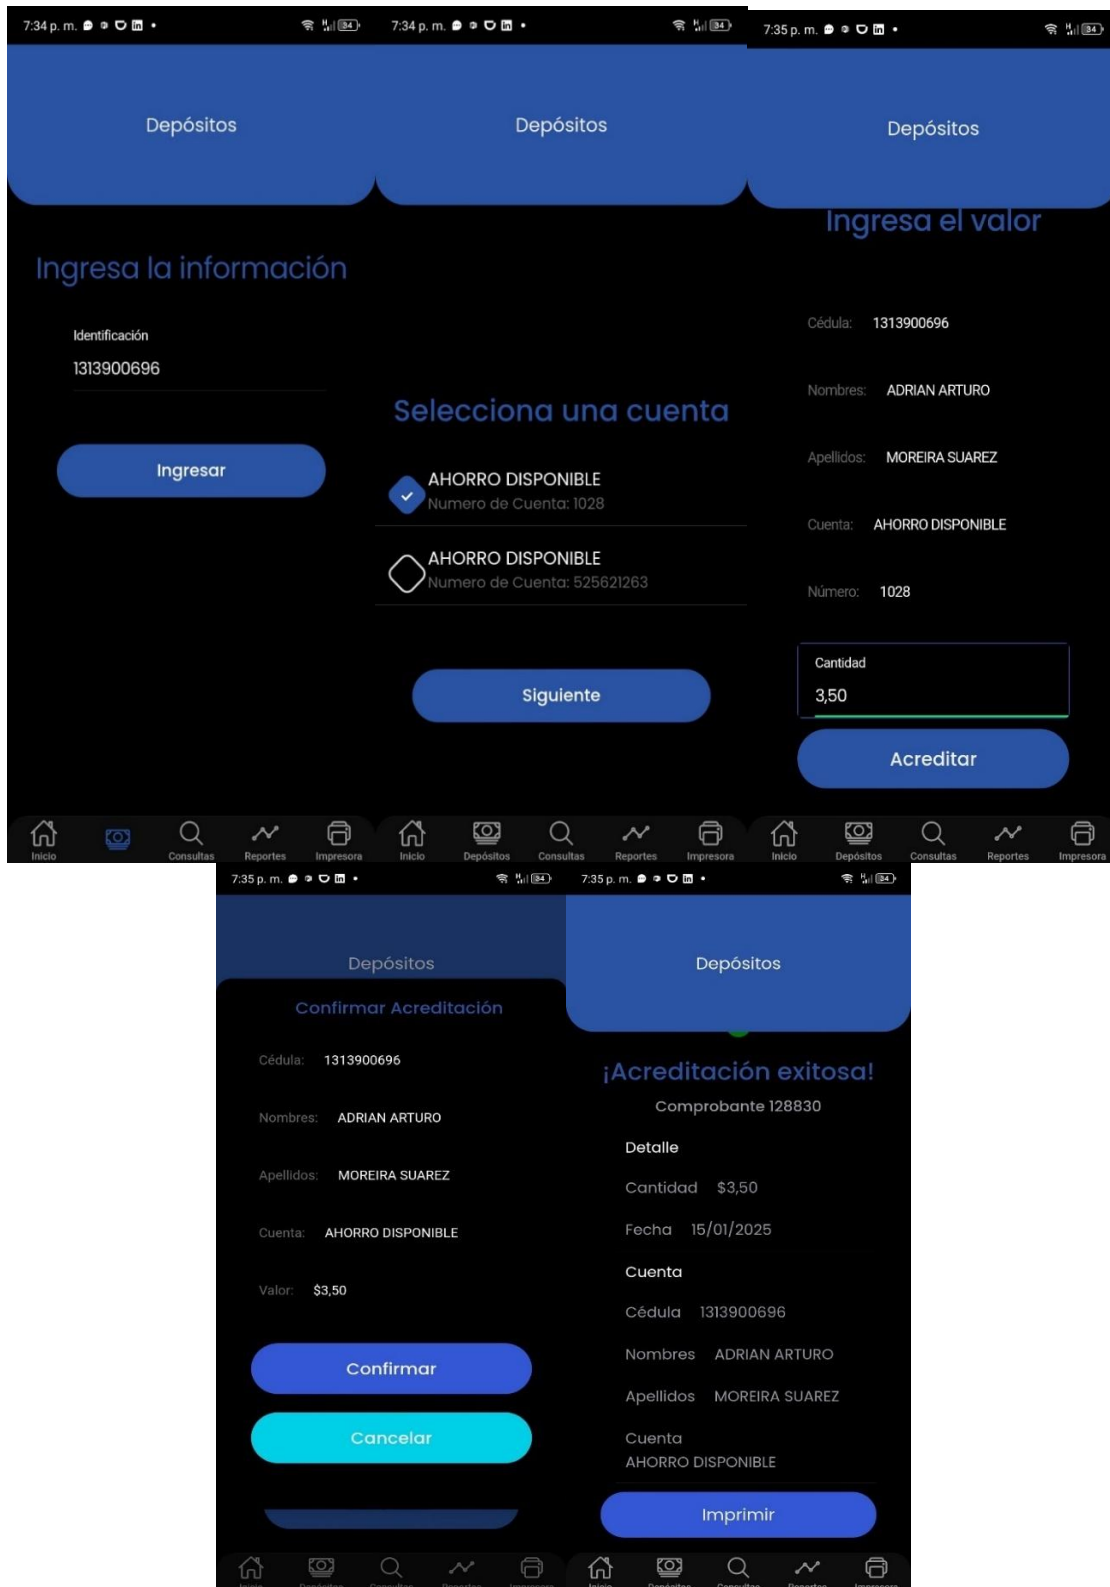 7:34 p. m.
34
Depósitos
Ingresa la información
Identificación
1313900696
Ingresar
Inicio
Consultas
Reportes
Impresora
7:34 p. m.
34
Depósitos
Selecciona una cuenta
AHORRO DISPONIBLE
Numero de Cuenta: 1028
AHORRO DISPONIBLE
Numero de Cuenta: 525621263
Siguiente
Inicio
Depósitos
Consultas
Reportes
Impresora
7:35 p. m.
34
Depósitos
Ingresa el valor
Cédula: 1313900696
Nombres: ADRIAN ARTURO
Apellidos: MOREIRA SUAREZ
Cuenta: AHORRO DISPONIBLE
Número: 1028
Cantidad
3,50
Acreditar
Inicio
Depósitos
Consultas
Reportes
Impresora
7:35 p. m.
34
Depósitos
Confirmar Acreditación
Cédula: 1313900696
Nombres: ADRIAN ARTURO
Apellidos: MOREIRA SUAREZ
Cuenta: AHORRO DISPONIBLE
Valor: $3,50
Confirmar
Cancelar
7:35 p. m.
34
Depósitos
¡Acreditación exitosa!
Comprobante 128830
Detalle
Cantidad $3,50
Fecha 15/01/2025
Cuenta
Cédula 1313900696
Nombres ADRIAN ARTURO
Apellidos MOREIRA SUAREZ
Cuenta
AHORRO DISPONIBLE
Imprimir